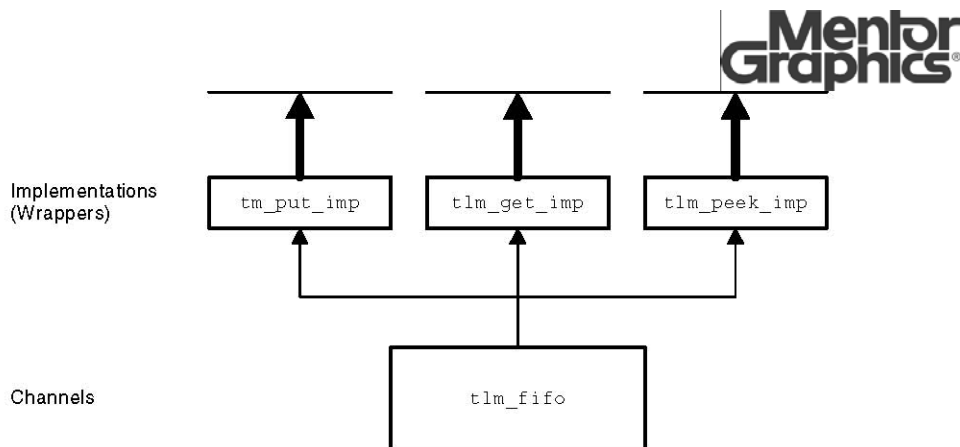 Mentor
Graphics®
Implementations
(Wrappers)
tm_put_imp
tlm_get_imp
tlm_peek_imp
Channels
tlm_fifo